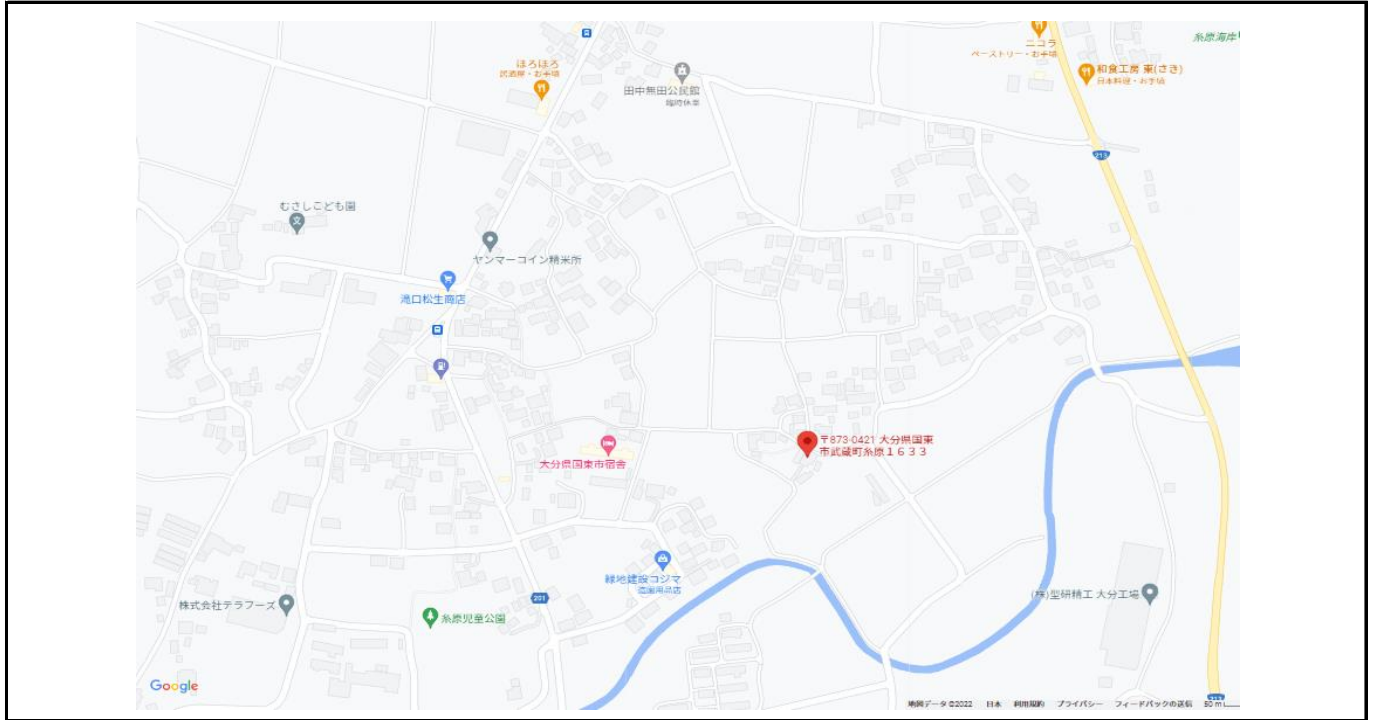 糸原海岸
ニコラ
ペーストリー・お手頃
ほろほろ
居酒屋・お手頃
和食工房 東(さき)
日本料理・お手頃
田中無田公民館
臨時休業
213
むさしこども園
ヤンマーコイン精米所
滝口松生商店
〒873-0421 大分県国東
市武蔵町糸原1633
大分県国東市宿舎
緑地建設コジマ
造園用品店
201
株式会社テラフーズ
糸原児童公園
(株)型研精工 大分工場
Google
213
地図データ ©2022 日本 利用規約 プライバシー フィードバックの送信 50 m